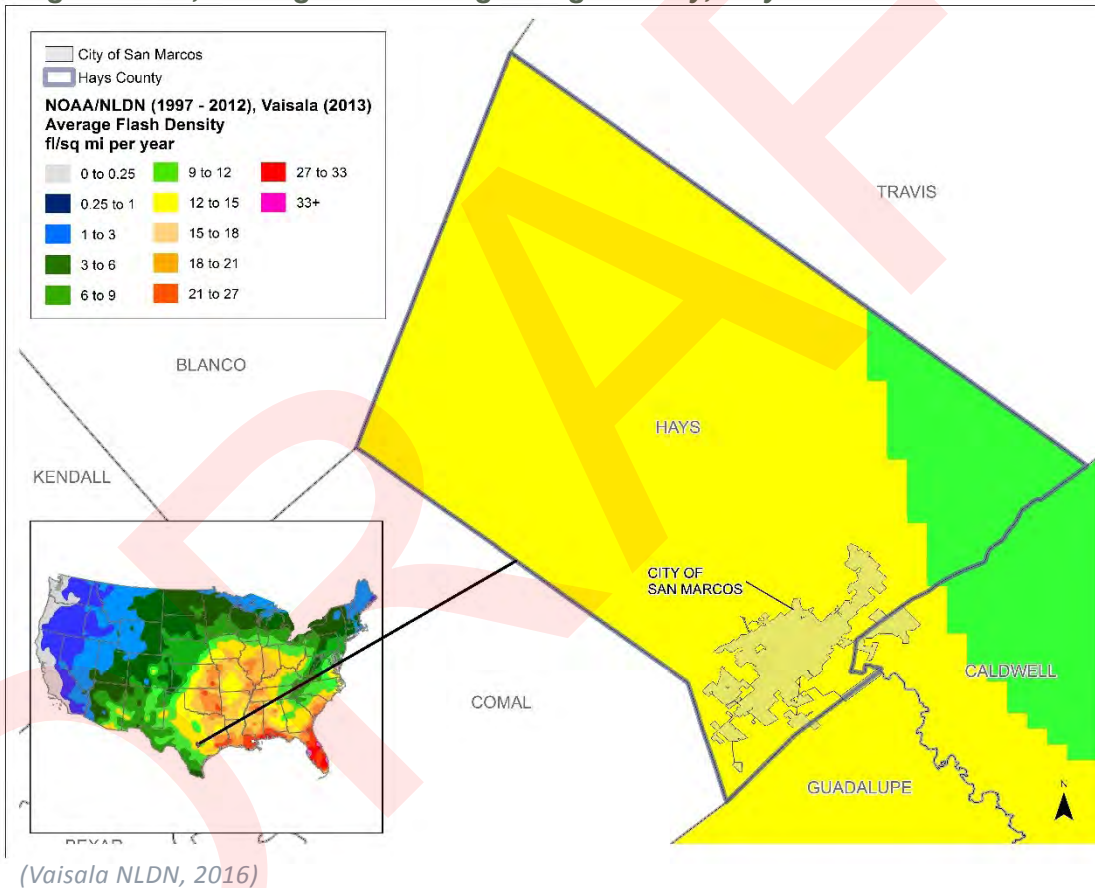 City of San Marcos
Hays County
NOAA/NLDN (1997 - 2012), Vaisala (2013)
Average Flash Density
fl/sq mi per year
0 to 0.25
0.25 to 1
1 to 3
3 to 6
6 to 9
9 to 12
12 to 15
15 to 18
18 to 21
21 to 27
27 to 33
33+
TRAVIS
BLANCO
HAYS
KENDALL
CITY OF
SAN MARCOS
CALDWELL
COMAL
GUADALUPE
N
BEXAR
(Vaisala NLDN, 2016)
DRAFT